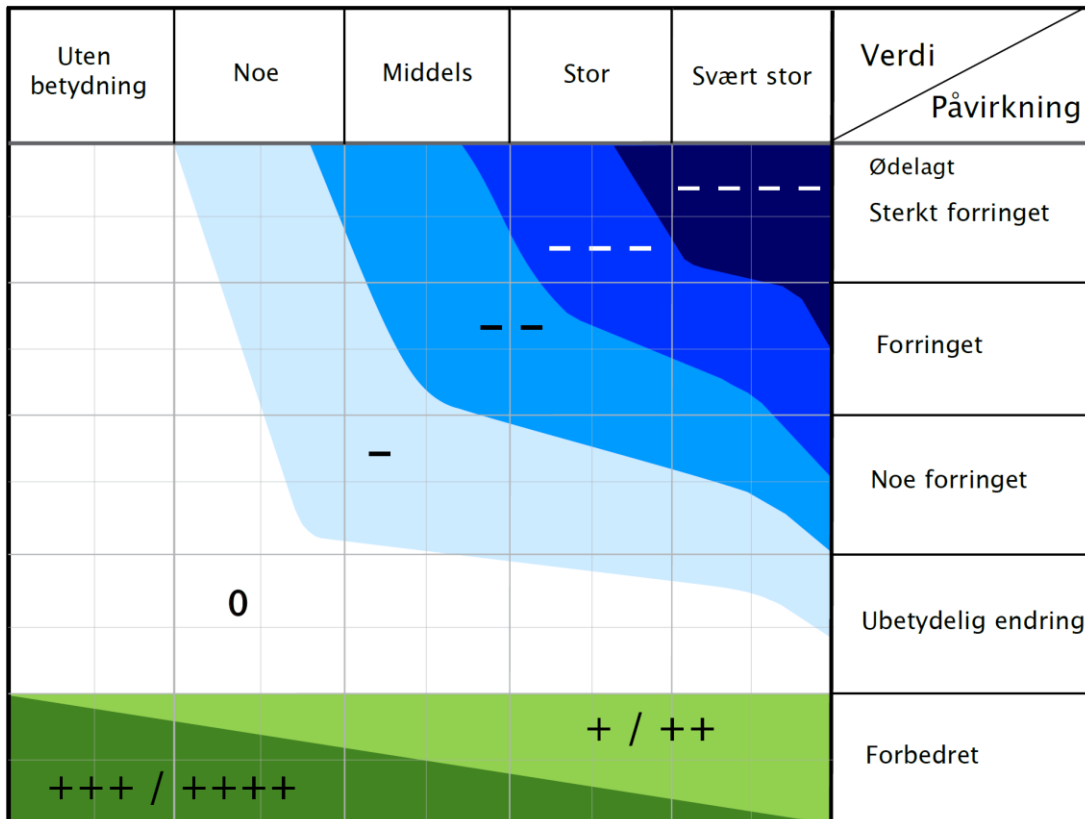 Uten
betydning
Noe
Middels
Stor
Svært stor
Verdi
Påvirkning
Ødelagt
Sterkt forringet
– – – –
– – –
– –
Forringet
–
Noe forringet
0
Ubetydelig endring
+ / ++
Forbedret
+++ / ++++